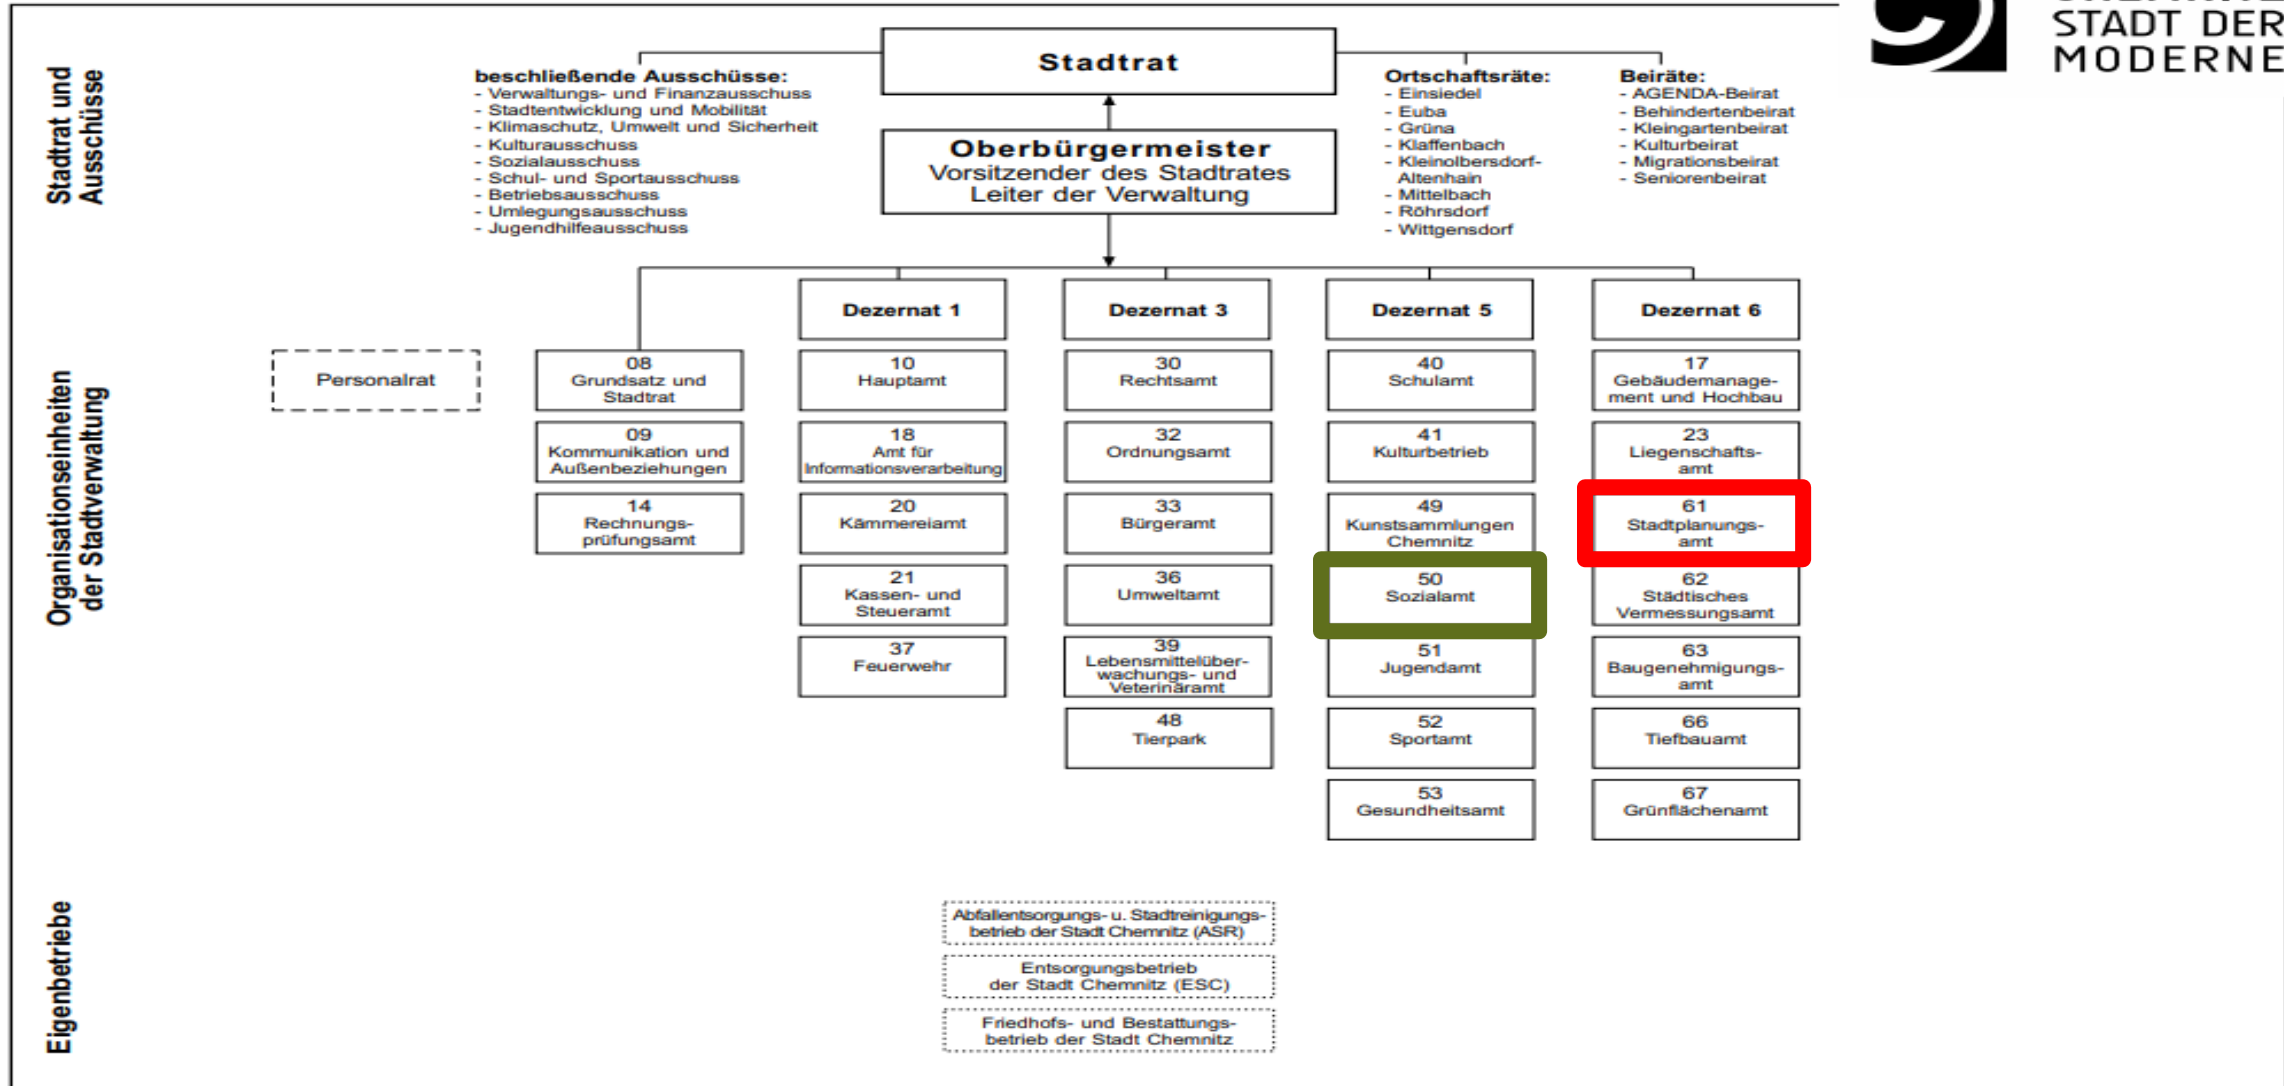 STADT DER
MODERNE
Stadtrat und
Ausschüsse
Stadtrat
beschließende Ausschüsse:
- Verwaltungs- und Finanzausschuss
- Stadtentwicklung und Mobilität
- Klimaschutz, Umwelt und Sicherheit
- Kulturausschuss
- Sozialausschuss
- Schul- und Sportausschuss
- Betriebsausschuss
- Umlegungsausschuss
- Jugendhilfeausschuss
Oberbürgermeister
Vorsitzender des Stadtrates
Leiter der Verwaltung
Ortschaftsräte:
- Einsiedel
- Euba
- Grüna
- Klaffenbach
- Kleinolbersdorf-
Altenhain
- Mittelbach
- Röhrsdorf
- Wittgensdorf
Beiräte:
- AGENDA-Beirat
- Behindertenbeirat
- Kleingartenbeirat
- Kulturbeirat
- Migrationsbeirat
- Seniorenbeirat
Organisationseinheiten
der Stadtverwaltung
Personalrat
08
Grundsatz und
Stadtrat
09
Kommunikation und
Außenbeziehungen
14
Rechnungs-
prüfungsamt
Dezernat 1
10
Hauptamt
18
Amt für
Informationsverarbeitung
20
Kämmereiamt
21
Kassen- und
Steueramt
37
Feuerwehr
Dezernat 3
30
Rechtsamt
32
Ordnungsamt
33
Bürgeramt
36
Umweltamt
39
Lebensmittelüber-
wachungs- und
Veterinäramt
48
Tierpark
Dezernat 5
40
Schulamt
41
Kulturbetrieb
49
Kunstsammlungen
Chemnitz
50
Sozialamt
51
Jugendamt
52
Sportamt
53
Gesundheitsamt
Dezernat 6
17
Gebäudemanage-
ment und Hochbau
23
Liegenschafts-
amt
61
Stadtplanungs-
amt
62
Städtisches
Vermessungsamt
63
Baugenehmigungs-
amt
66
Tiefbauamt
67
Grünflächenamt
Eigenbetriebe
Abfallentsorgungs- u. Stadtreinigungs-
betrieb der Stadt Chemnitz (ASR)
Entsorgungsbetrieb
der Stadt Chemnitz (ESC)
Friedhofs- und Bestattungs-
betrieb der Stadt Chemnitz